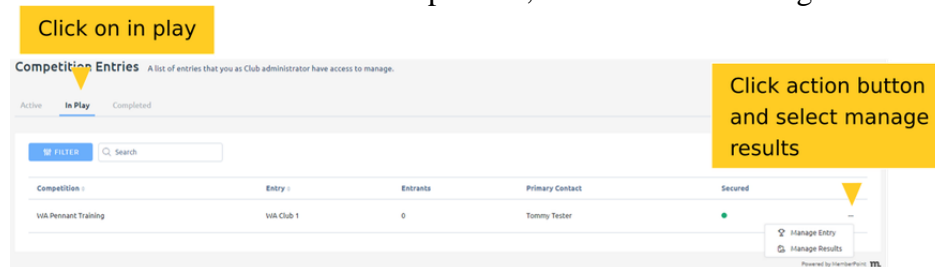 Click on in play
Competition Entries A list of entries that you as Club administrator have access to manage.
Click action button
and select manage
results
Active In Play Completed
FILTER Search
Competition Entry Entrants Primary Contact Secured
WA Pennant Training WA Club 1 0 Tommy Tester
Manage Entry
Manage Results
Powered by MemberPoint